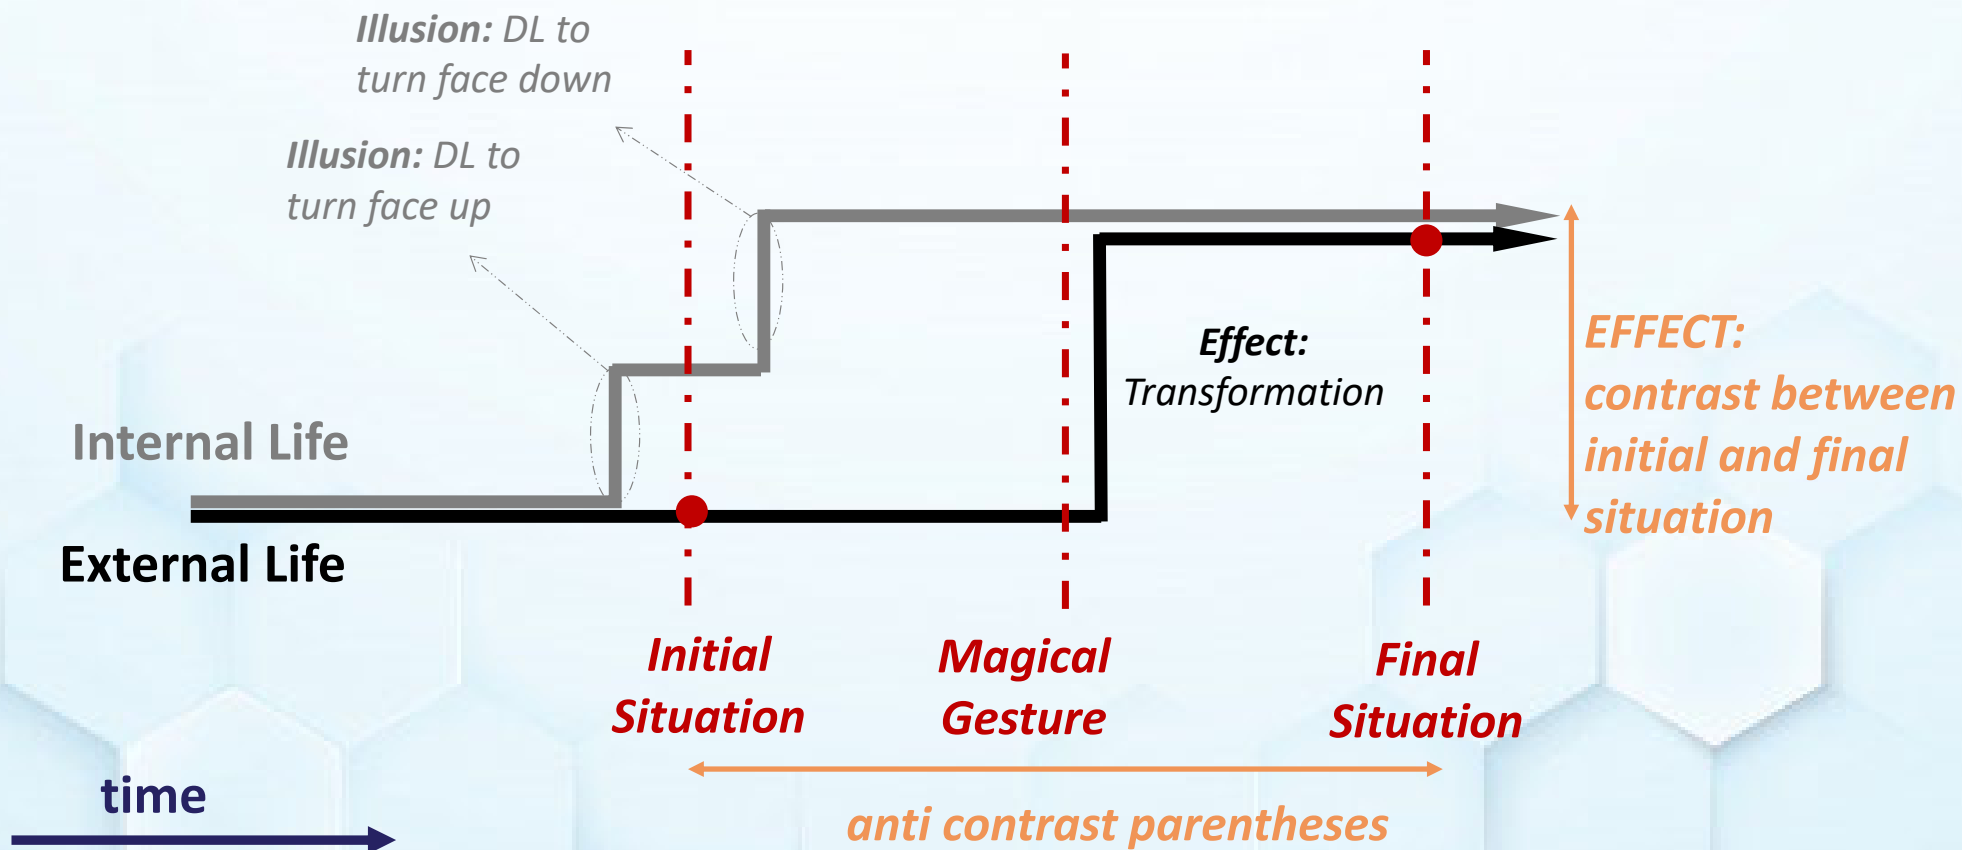 Illusion: DL to
turn face down
Illusion: DL to
turn face up
Internal Life
External Life
Effect:
Transformation
EFFECT:
contrast between
initial and final
situation
Initial
Situation
Magical
Gesture
Final
Situation
time
anti contrast parentheses